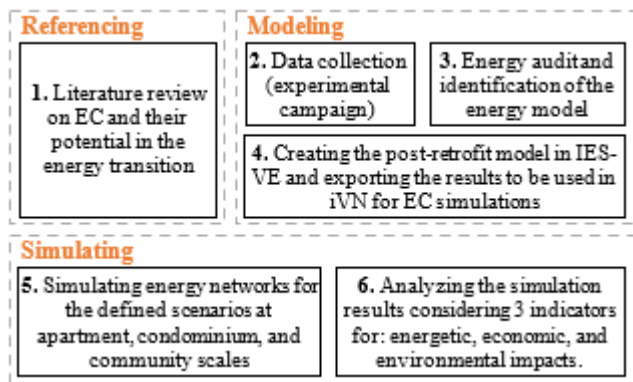 Referencing
1. Literature review
on EC and their
potential in the
energy transition
Modeling
2. Data collection
(experimental
campaign)
3. Energy audit and
identification of the
energy model
4. Creating the post-retrofit model in IES-
VE and exporting the results to be used in
iVN for EC simulations
Simulating
5. Simulating energy networks for
the defined scenarios at
apartment, condominium, and
community scales
6. Analyzing the simulation
results considering 3 indicators
for: energetic, economic, and
environmental impacts.